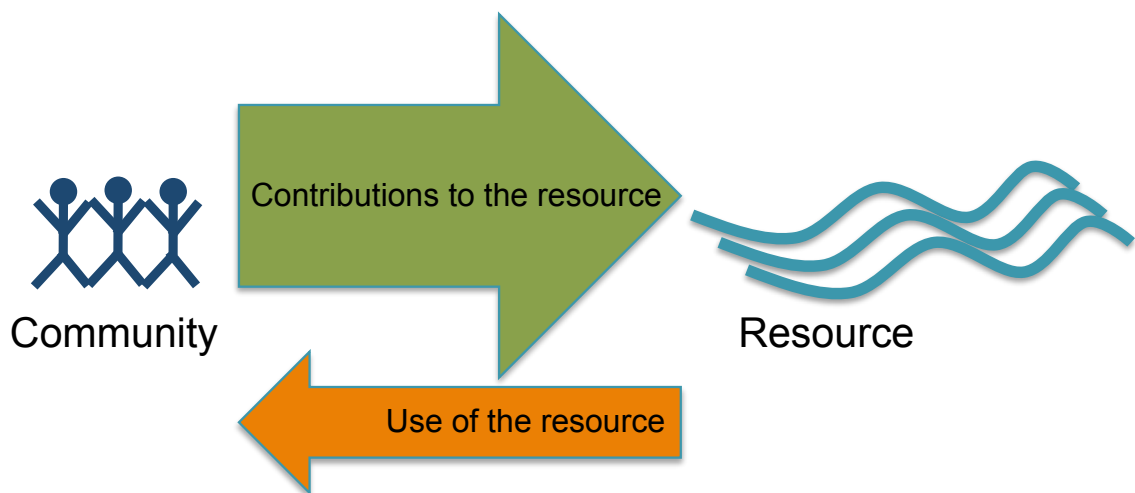 Contributions to the resource
Community
Resource
Use of the resource